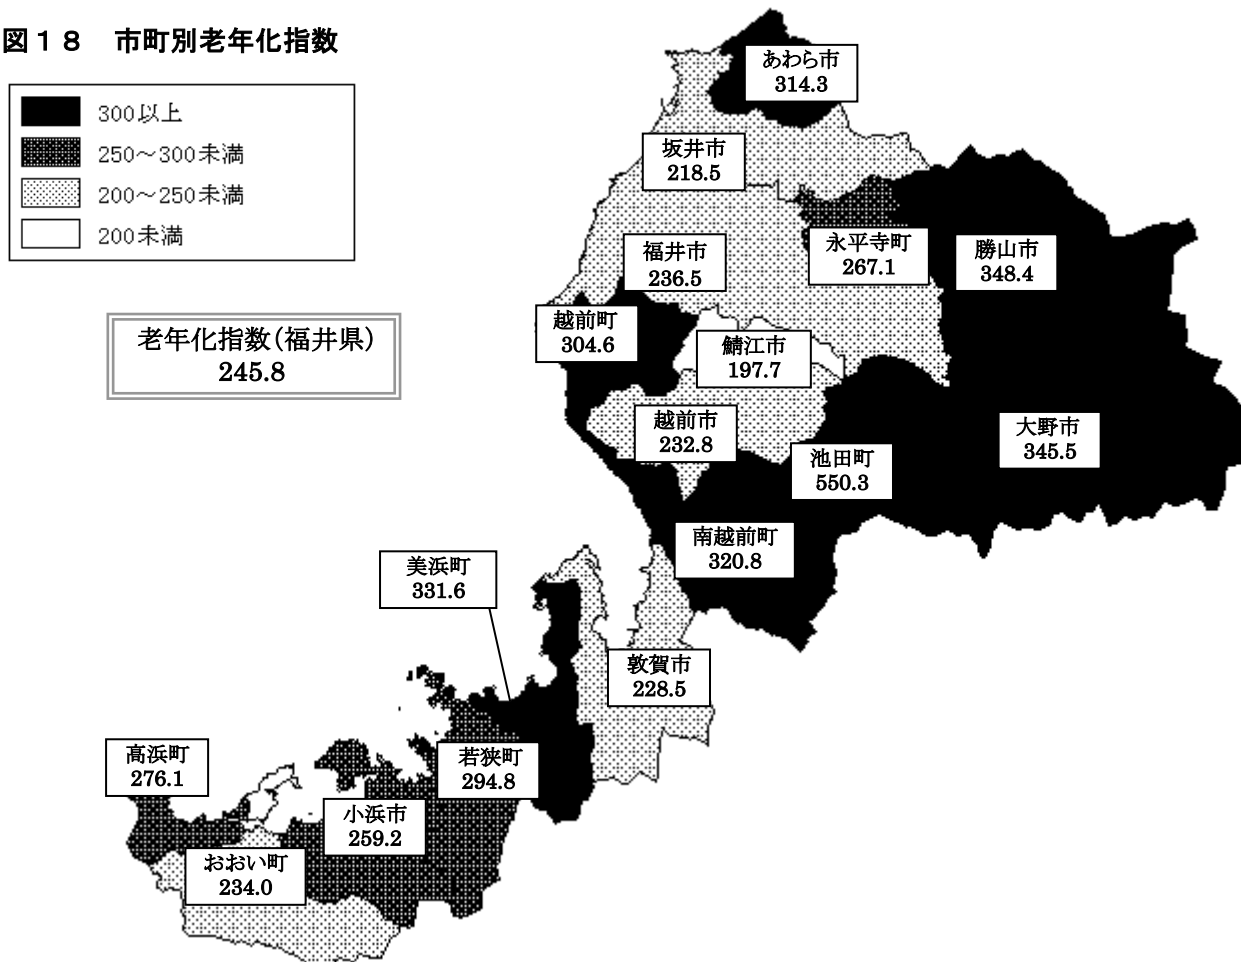 図１８　市町別老年化指数
300以上
250～300未満
200～250未満
200未満
老年化指数(福井県)
245.8
あわら市
314.3
坂井市
218.5
永平寺町
267.1
勝山市
348.4
福井市
236.5
越前町
304.6
鯖江市
197.7
越前市
232.8
大野市
345.5
池田町
550.3
南越前町
320.8
美浜町
331.6
敦賀市
228.5
若狭町
294.8
高浜町
276.1
小浜市
259.2
おおい町
234.0